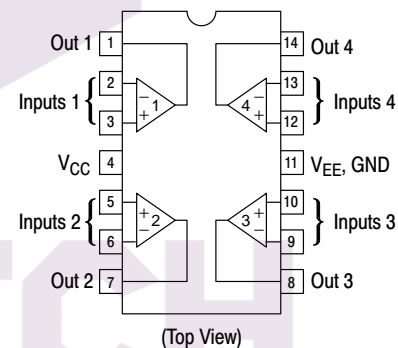 Out 1 1 14 Out 4
Inputs 1 { 2 − 1 4 − 13 } Inputs 4
3 + + 12
VCC 4 11 VEE, GND
Inputs 2 { 5 + 2 3 + 10 } Inputs 3
6 − − 9
Out 2 7 8 Out 3
(Top View)